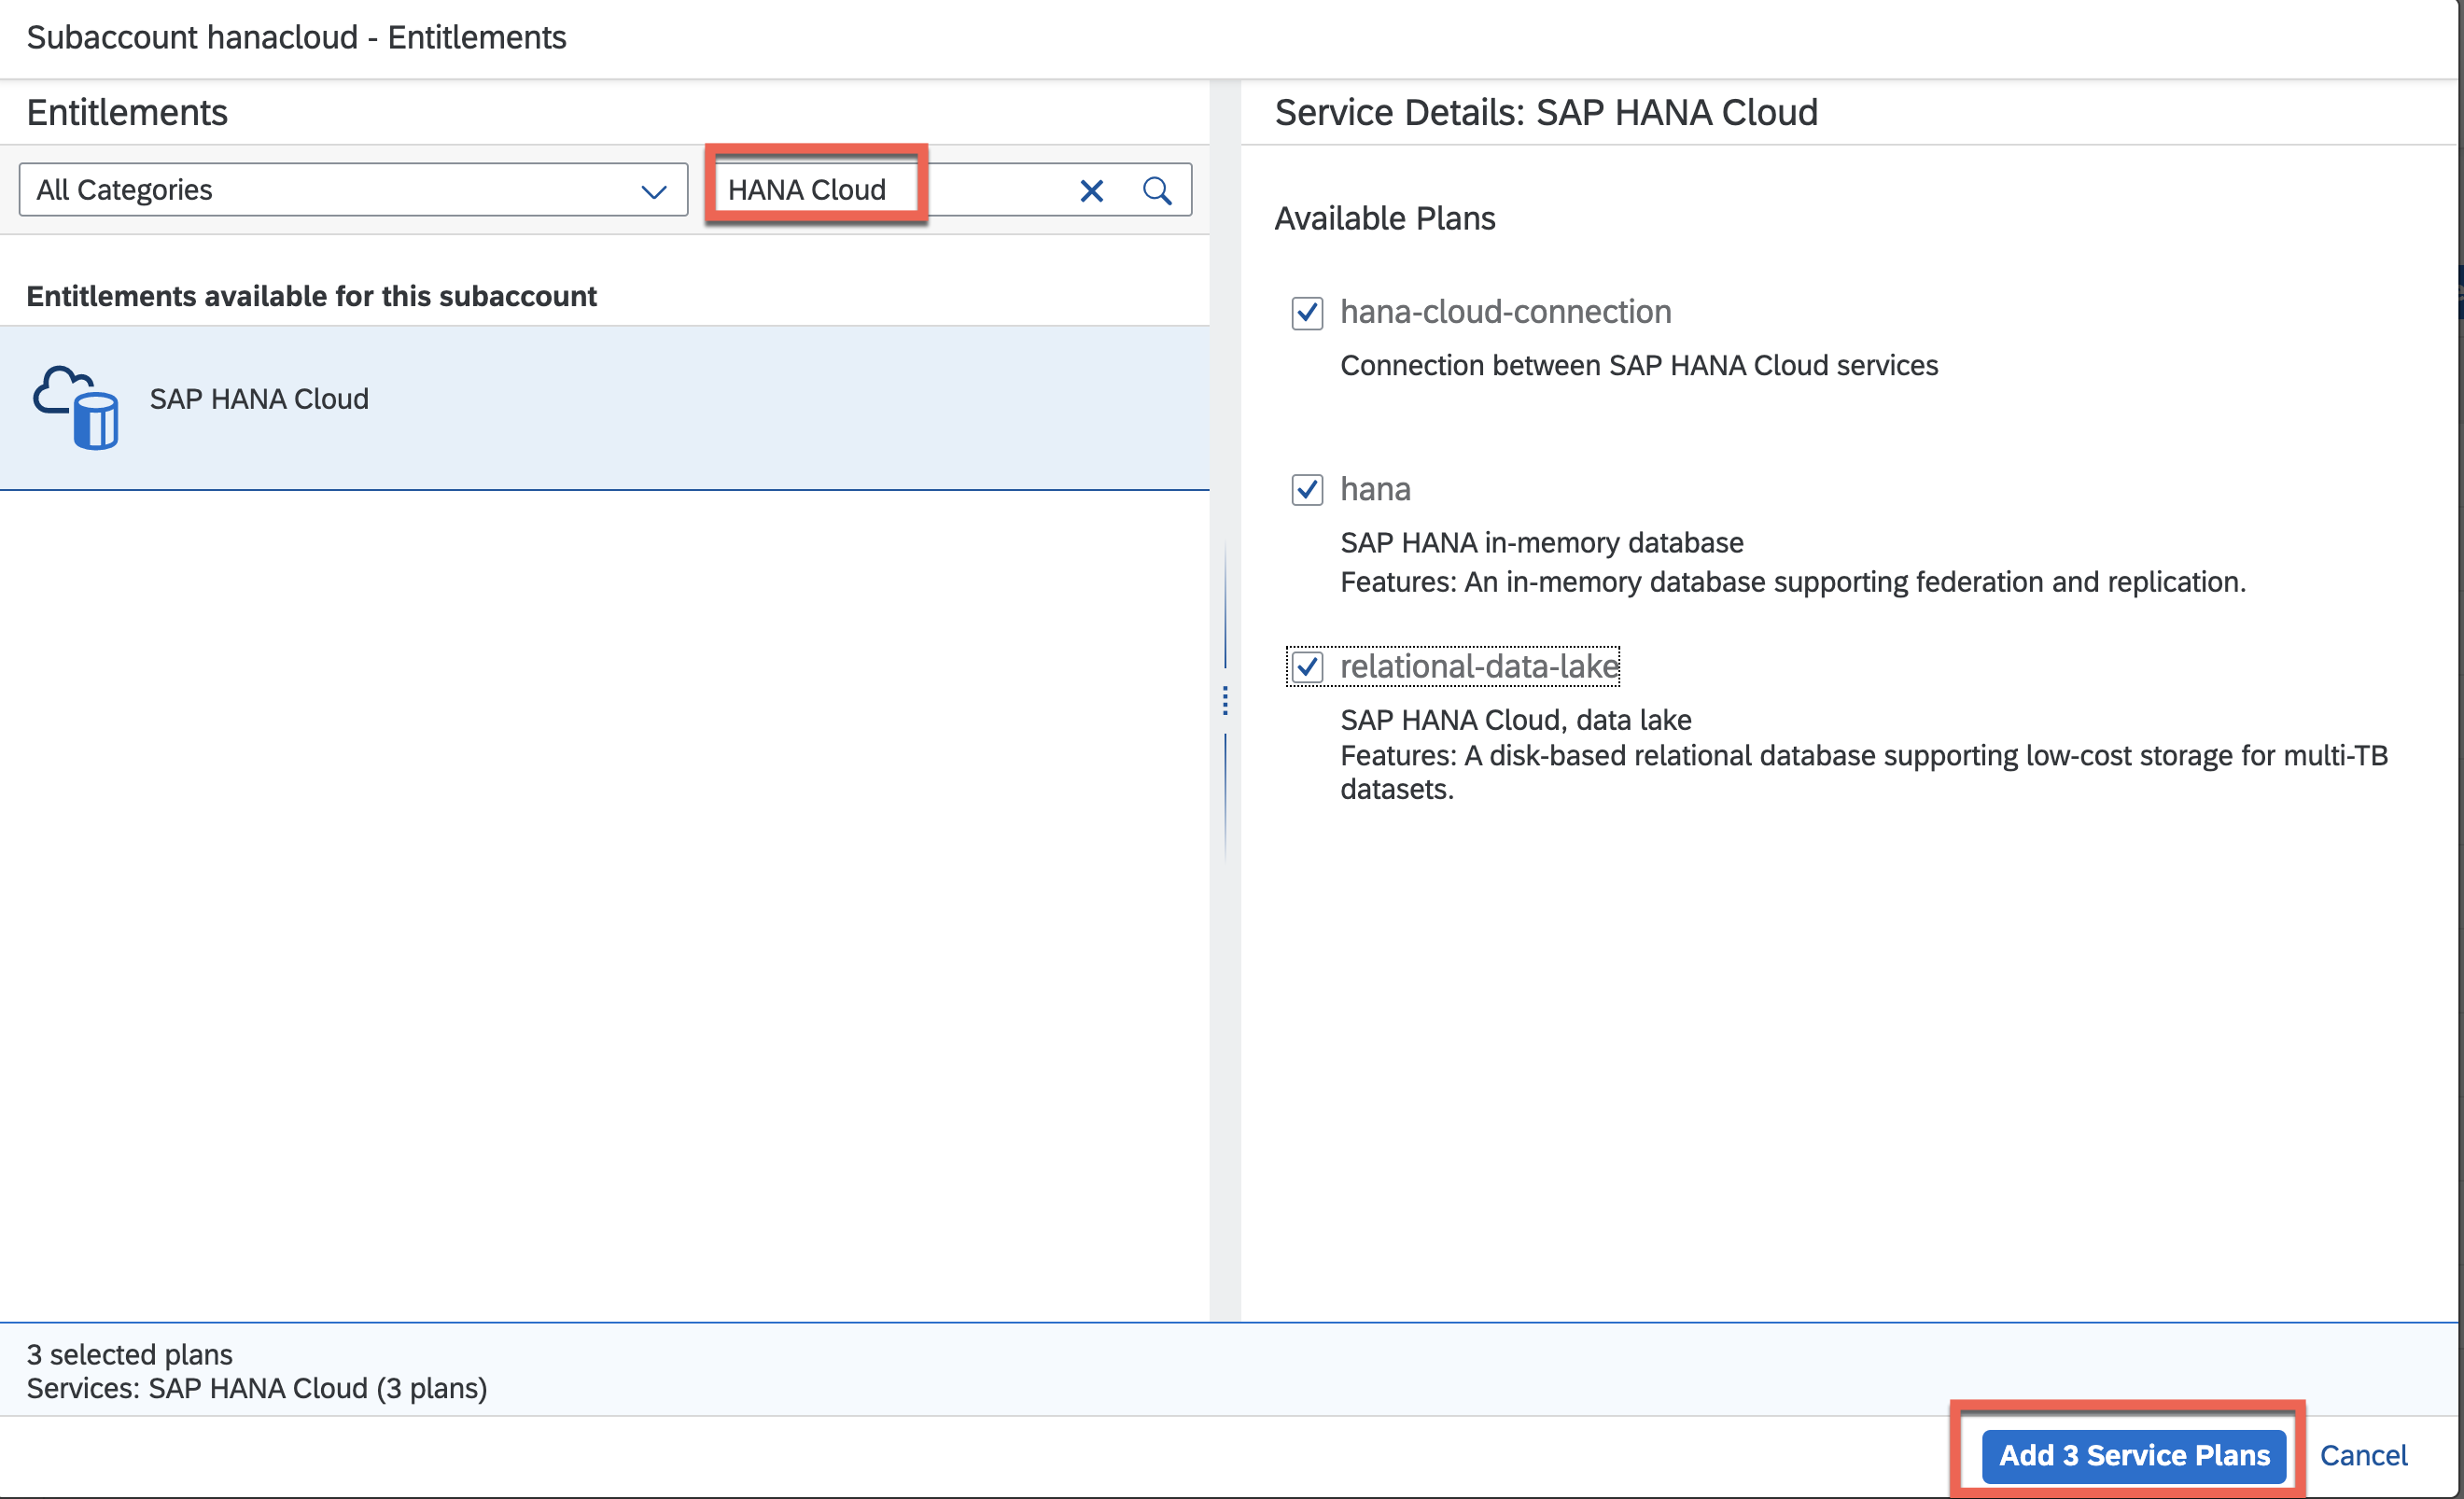 Subaccount hanacloud - Entitlements
Entitlements
All Categories
HANA Cloud
Entitlements available for this subaccount
SAP HANA Cloud
Service Details: SAP HANA Cloud
Available Plans
hana-cloud-connection
Connection between SAP HANA Cloud services
hana
SAP HANA in-memory database
Features: An in-memory database supporting federation and replication.
relational-data-lake
SAP HANA Cloud, data lake
Features: A disk-based relational database supporting low-cost storage for multi-TB
datasets.
3 selected plans
Services: SAP HANA Cloud (3 plans)
Add 3 Service Plans
Cancel